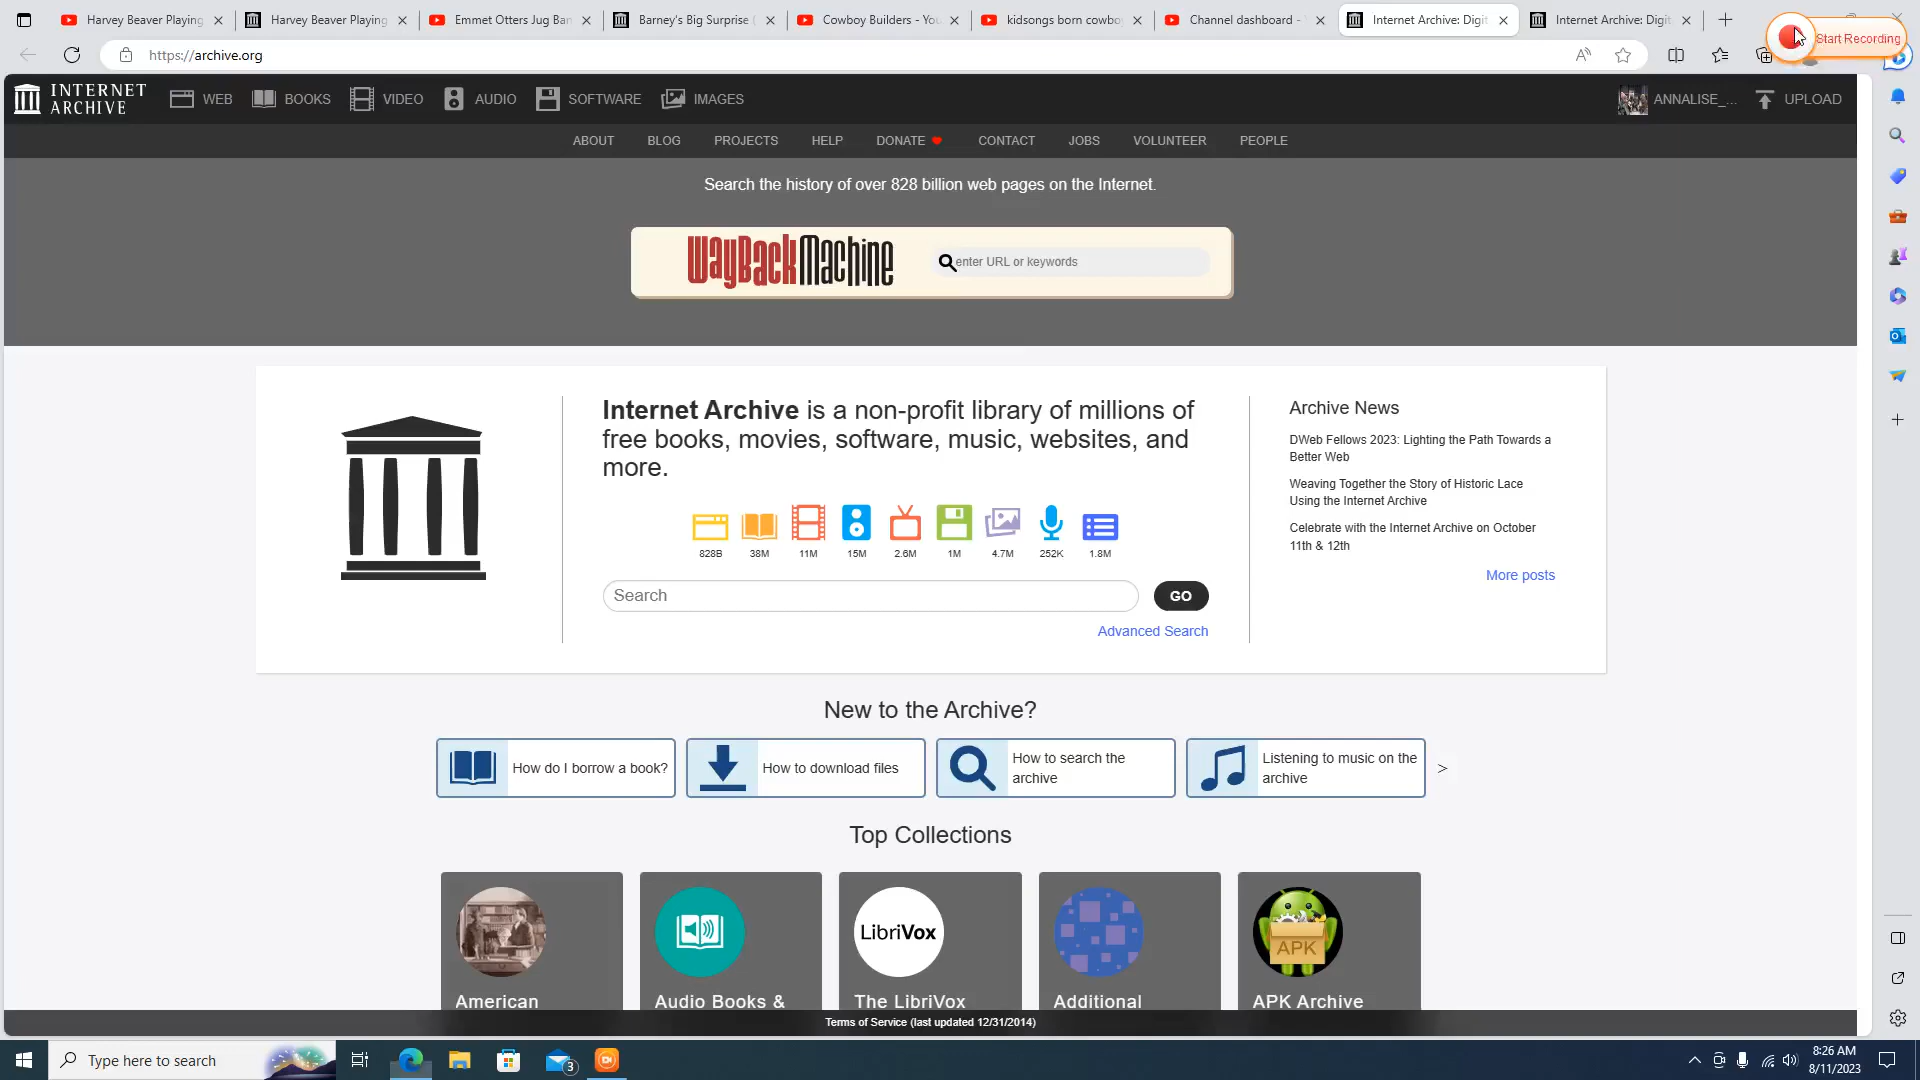 Harvey Beaver Playing
Harvey Beaver Playing
Emmet Otters Jug Ban
Barney's Big Surprise (
Cowboy Builders - You
kidsongs born cowbo
Channel dashboard -
Internet Archive: Digit
Internet Archive: Digit
Start Recording
https://archive.org
INTERNET
ARCHIVE
WEB
BOOKS
VIDEO
AUDIO
SOFTWARE
IMAGES
ANNALISE_...
UPLOAD
ABOUT
BLOG
PROJECTS
HELP
DONATE
CONTACT
JOBS
VOLUNTEER
PEOPLE
Search the history of over 828 billion web pages on the Internet.
WayBackMachine
enter URL or keywords
Internet Archive is a non-profit library of millions of
free books, movies, software, music, websites, and
more.
828B
38M
11M
15M
2.6M
1M
4.7M
252K
1.8M
Search
GO
Advanced Search
Archive News
DWeb Fellows 2023: Lighting the Path Towards a
Better Web
Weaving Together the Story of Historic Lace
Using the Internet Archive
Celebrate with the Internet Archive on October
11th & 12th
More posts
New to the Archive?
How do I borrow a book?
How to download files
How to search the
archive
Listening to music on the
archive
>
Top Collections
LibriVox
APK
American
Audio Books &
The LibriVox
Additional
APK Archive
Terms of Service (last updated 12/31/2014)
Type here to search
3
8:26 AM
8/11/2023